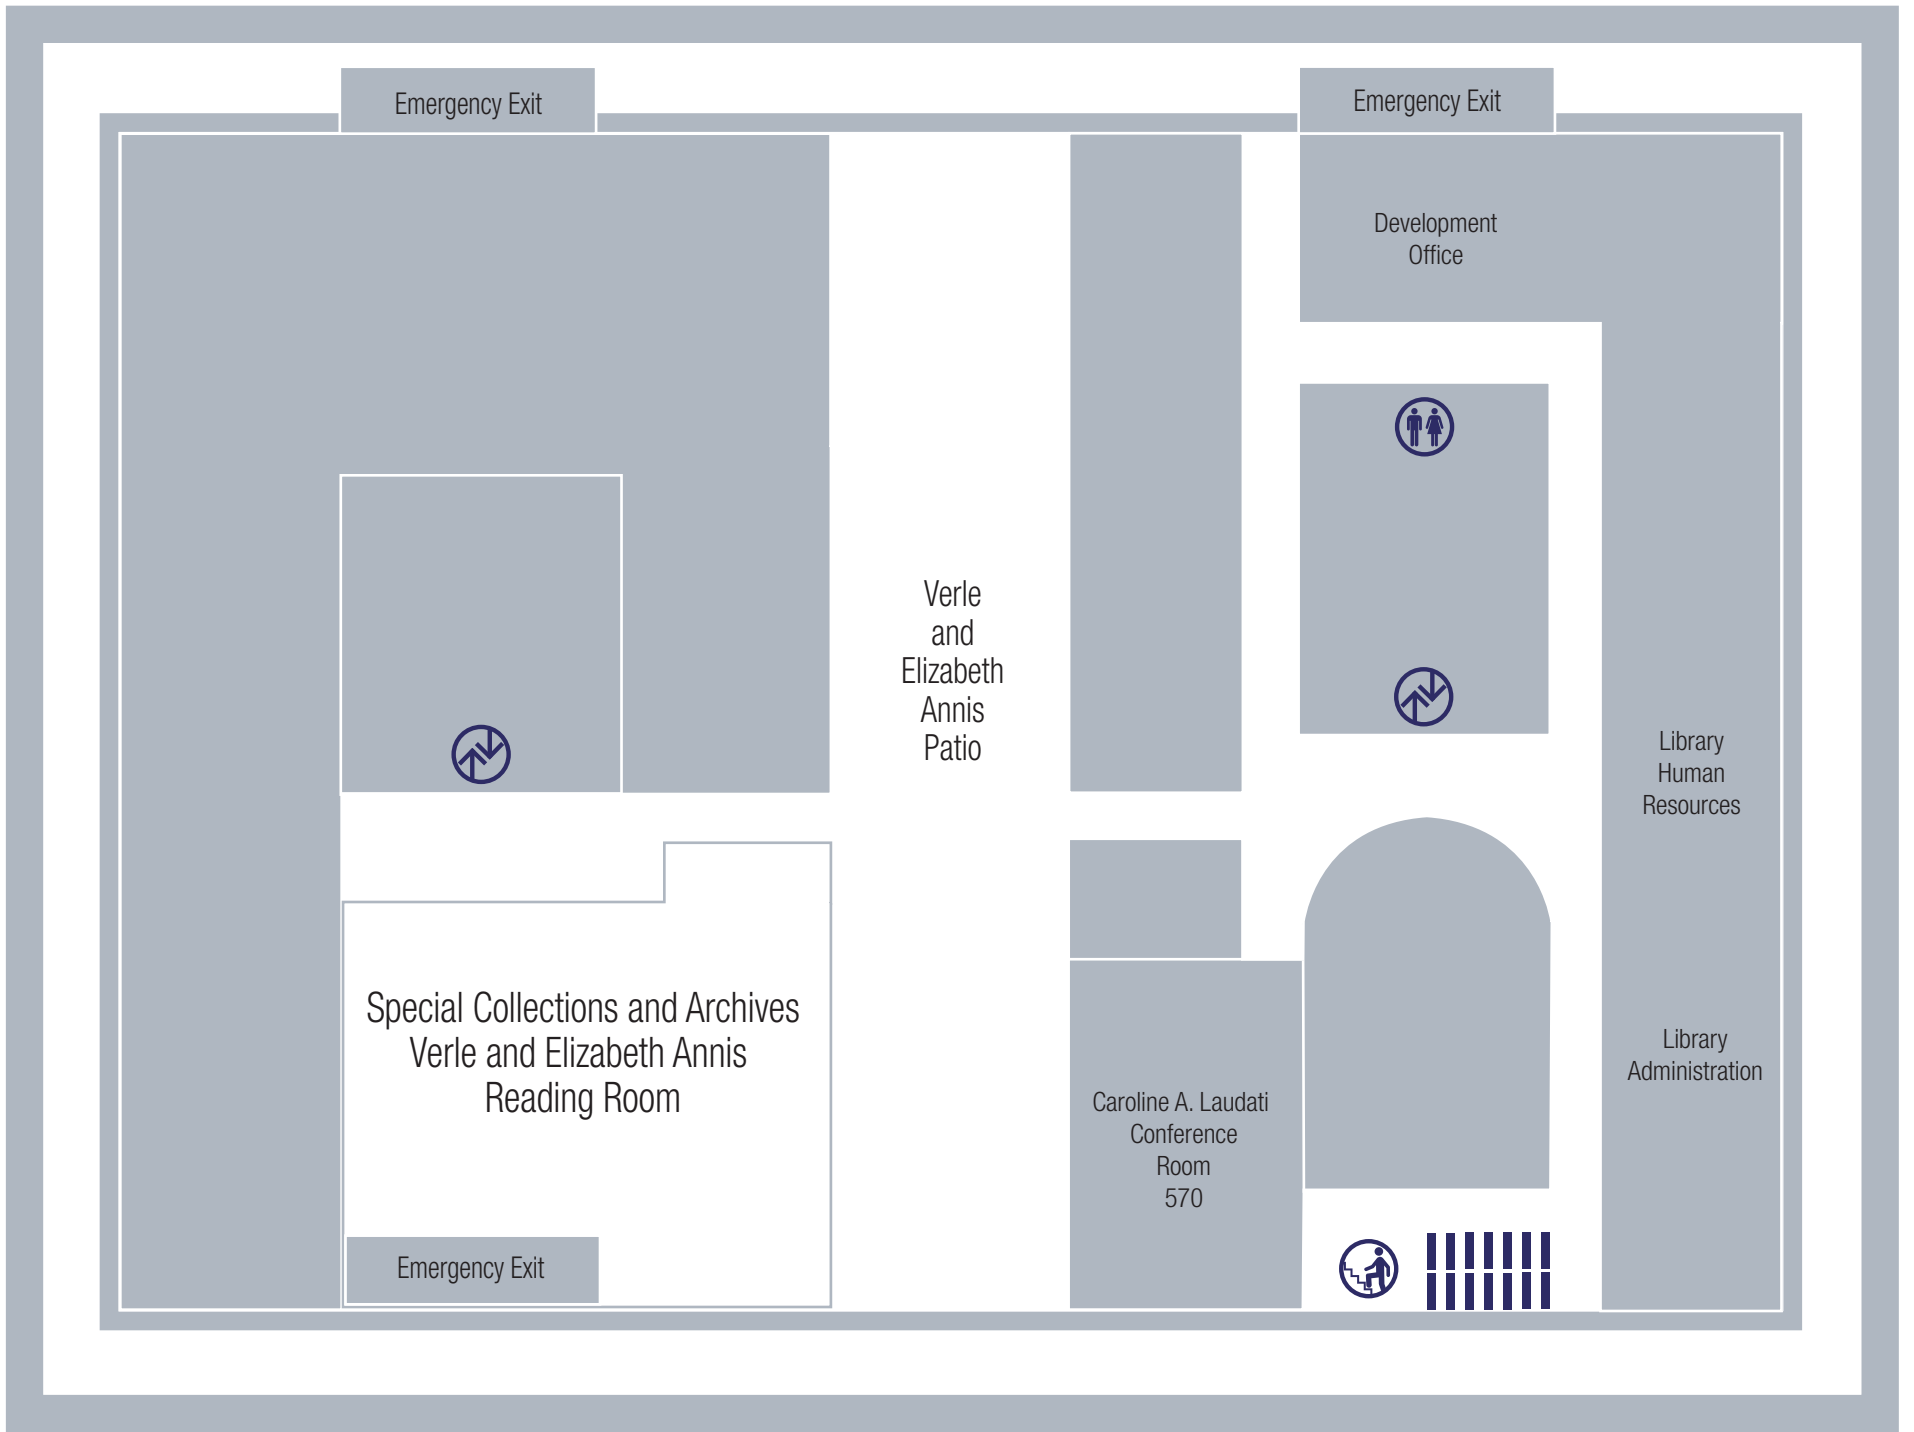 Emergency Exit
Emergency Exit
Development
Office
Verle
and
Elizabeth
Annis
Patio
Library
Human
Resources
Special Collections and Archives
Verle and Elizabeth Annis
Reading Room
Library
Administration
Caroline A. Laudati
Conference
Room
570
Emergency Exit